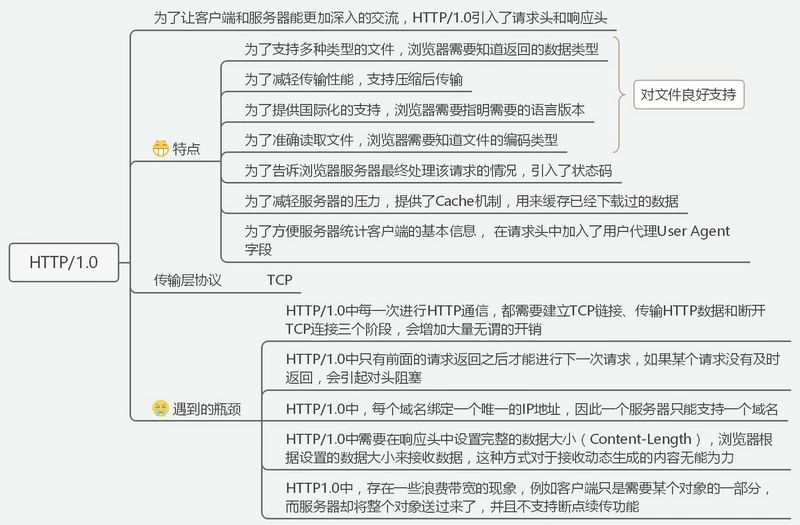 为了让客户端和服务器能更加深入的交流，HTTP/1.0引入了请求头和响应头
为了支持多种类型的文件，浏览器需要知道返回的数据类型
为了减轻传输性能，支持压缩后传输
为了提供国际化的支持，浏览器需要指明需要的语言版本
为了准确读取文件，浏览器需要知道文件的编码类型
对文件良好支持
特点
为了告诉浏览器服务器最终处理该请求的情况，引入了状态码
为了减轻服务器的压力，提供了Cache机制，用来缓存已经下载过的数据
为了方便服务器统计客户端的基本信息， 在请求头中加入了用户代理User Agent
字段
HTTP/1.0
传输层协议 TCP
HTTP/1.0中每一次进行HTTP通信，都需要建立TCP链接、传输HTTP数据和断开
TCP连接三个阶段，会增加大量无谓的开销
HTTP/1.0中只有前面的请求返回之后才能进行下一次请求，如果某个请求没有及时
返回，会引起对头阻塞
遇到的瓶颈
HTTP/1.0中，每个域名绑定一个唯一的IP地址，因此一个服务器只能支持一个域名
HTTP/1.0中需要在响应头中设置完整的数据大小（Content-Length），浏览器根
据设置的数据大小来接收数据，这种方式对于接收动态生成的内容无能为力
HTTP1.0中，存在一些浪费带宽的现象，例如客户端只是需要某个对象的一部分，
而服务器却将整个对象送过来了，并且不支持断点续传功能